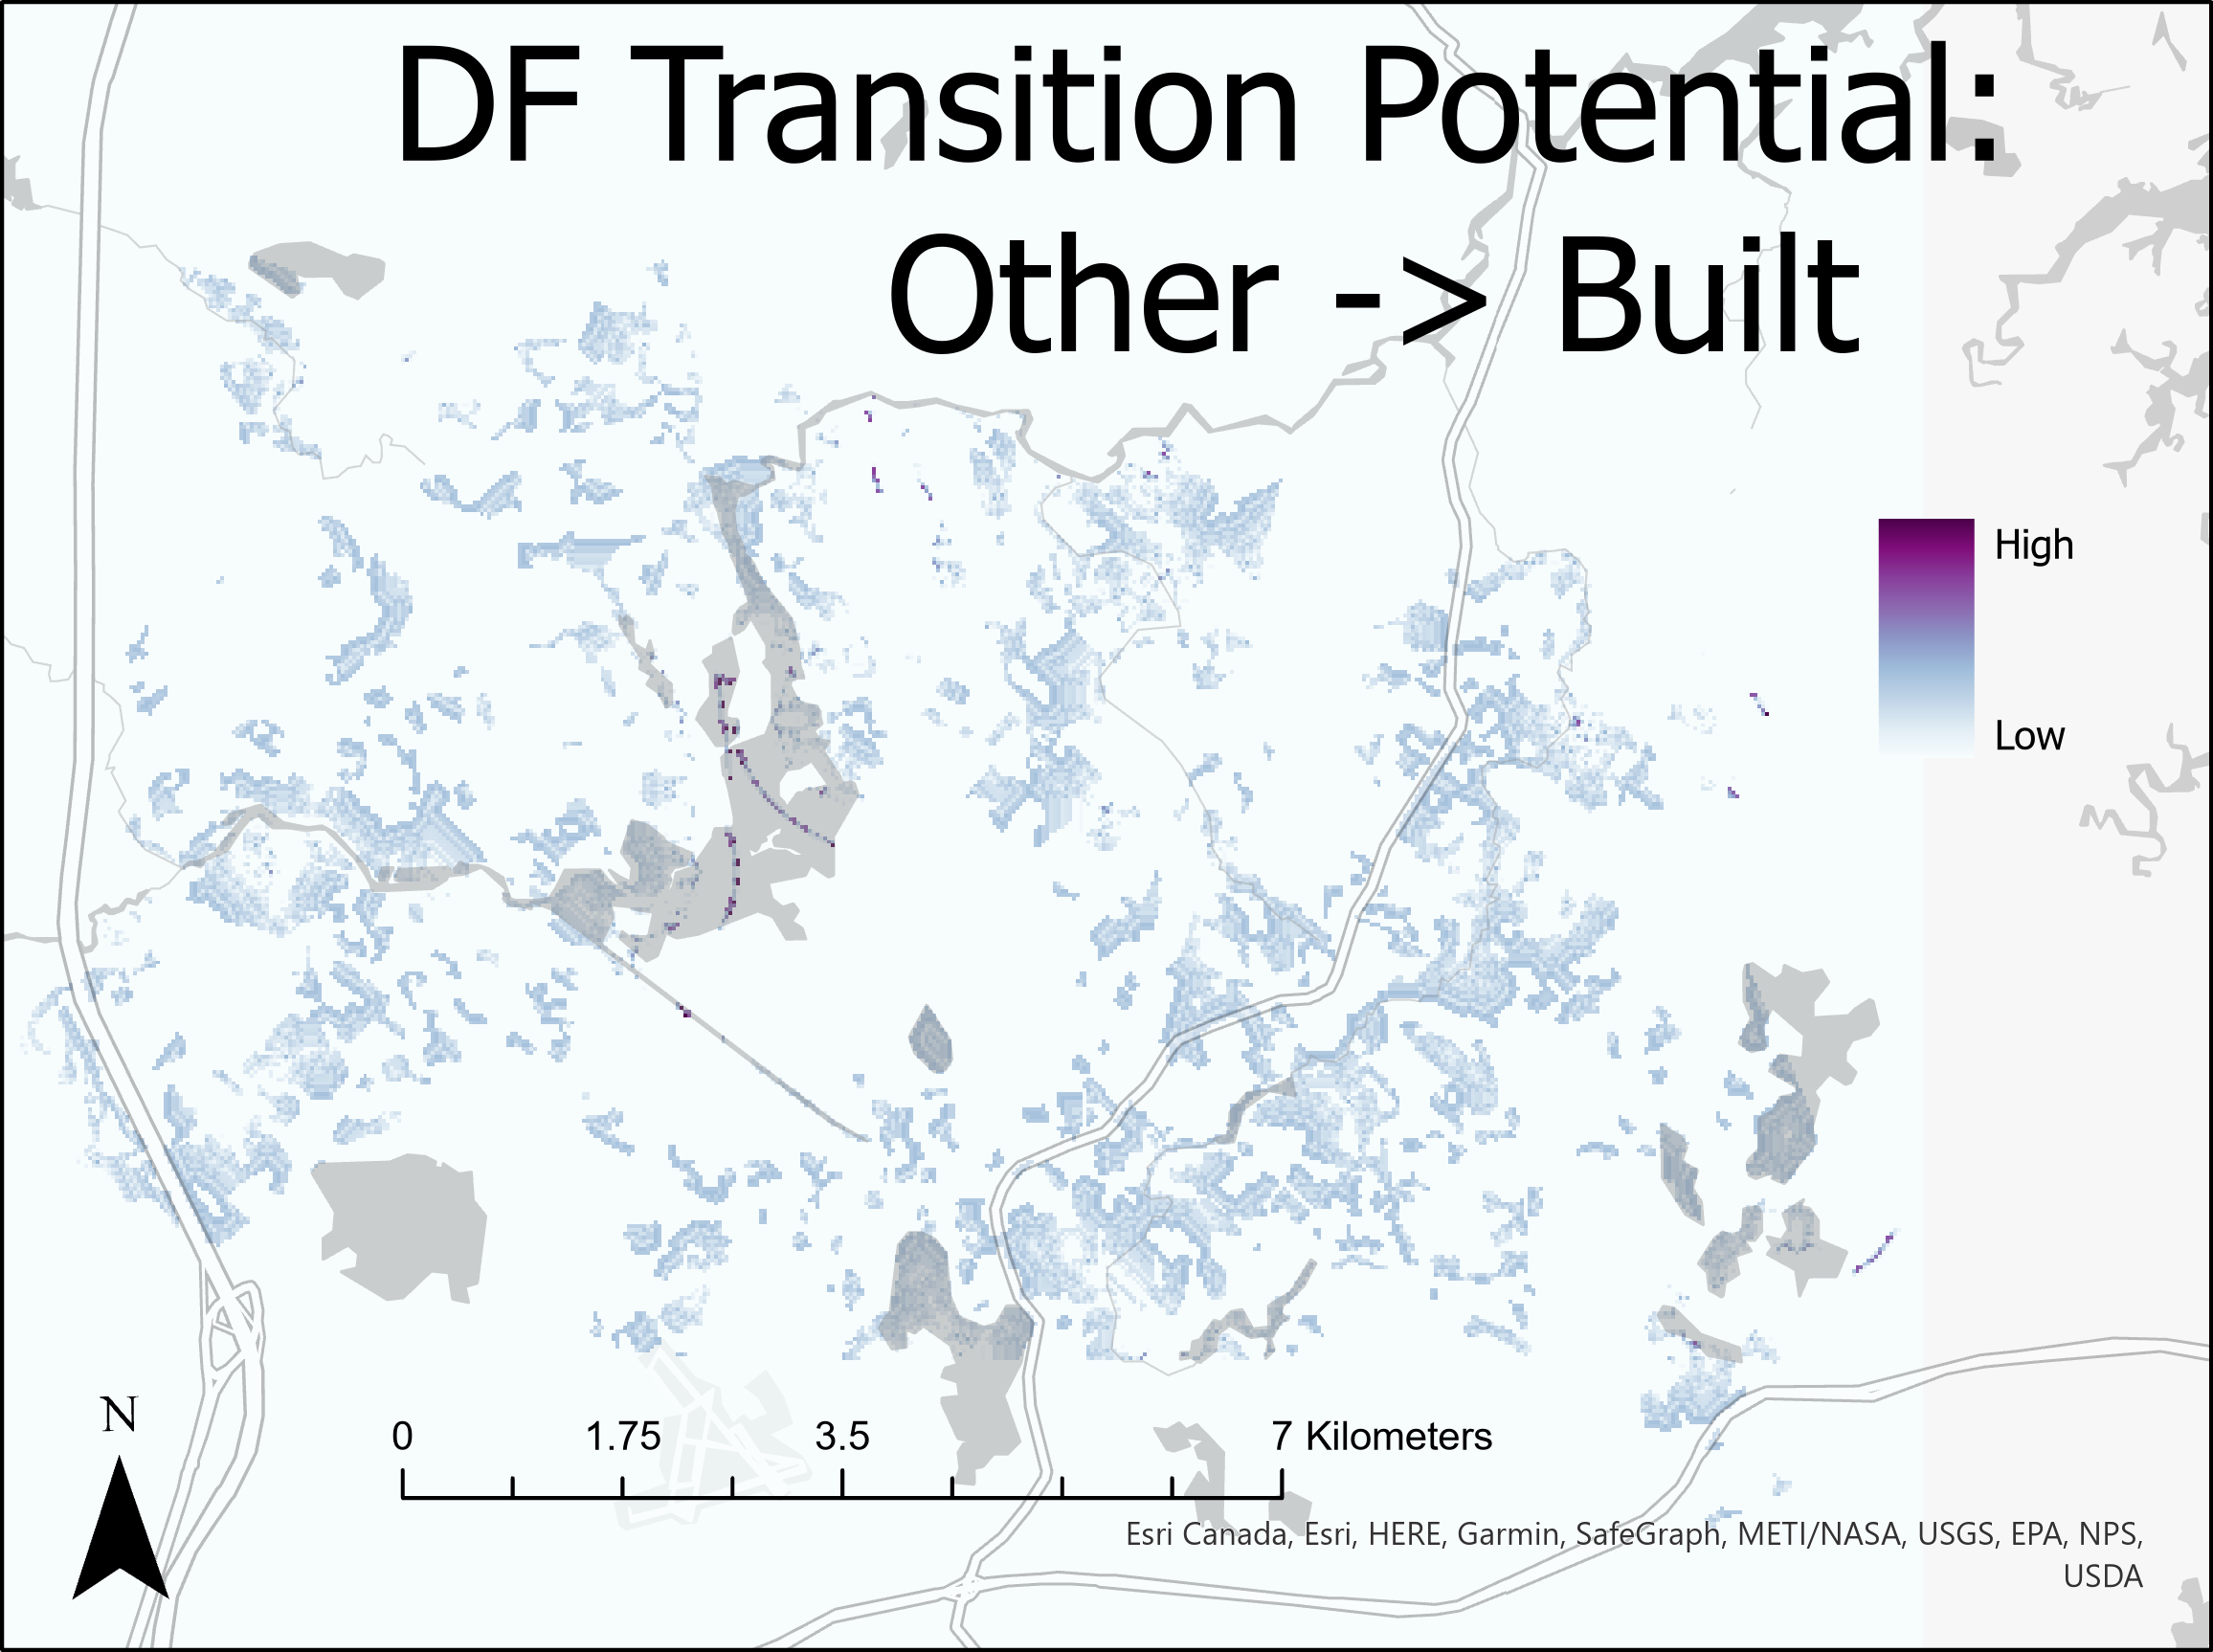 DF Transition Potential:
Other -> Built
High
Low
N
0 1.75 3.5 7 Kilometers
Esri Canada, Esri, HERE, Garmin, SafeGraph, METI/NASA, USGS, EPA, NPS,
USDA